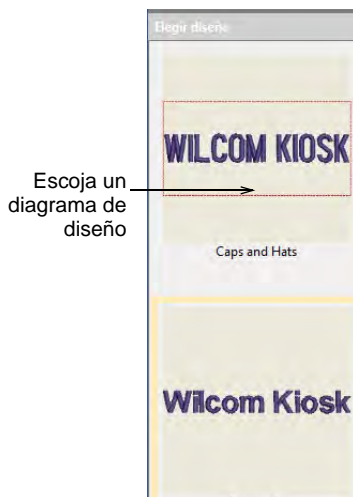 Elegir diseño
WILCOM KIOSK
Escoja un
diagrama de
diseño
Caps and Hats
Wilcom Kiosk